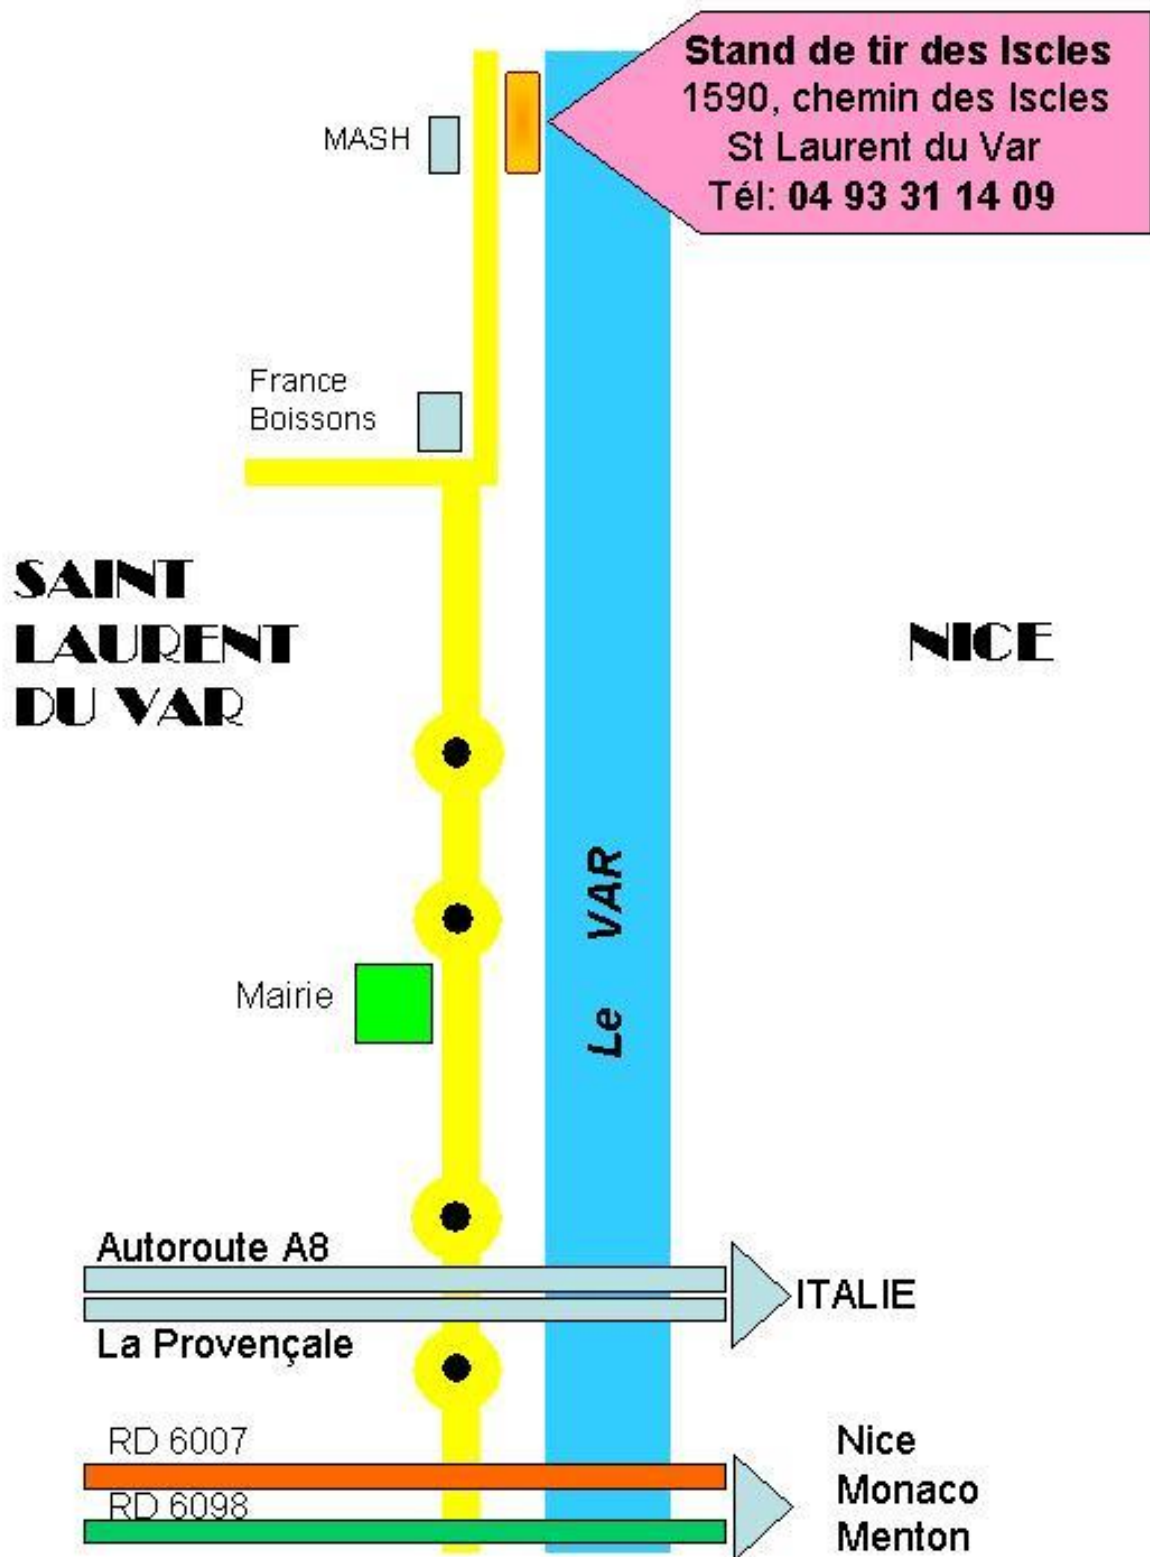 Stand de tir des Iscles
1590, chemin des Iscles
St Laurent du Var
Tél: 04 93 31 14 09
MASH
France
Boissons
SAINT
LAURENT
DU VAR
NICE
Le VAR
Mairie
Autoroute A8
ITALIE
La Provençale
RD 6007
RD 6098
Nice
Monaco
Menton